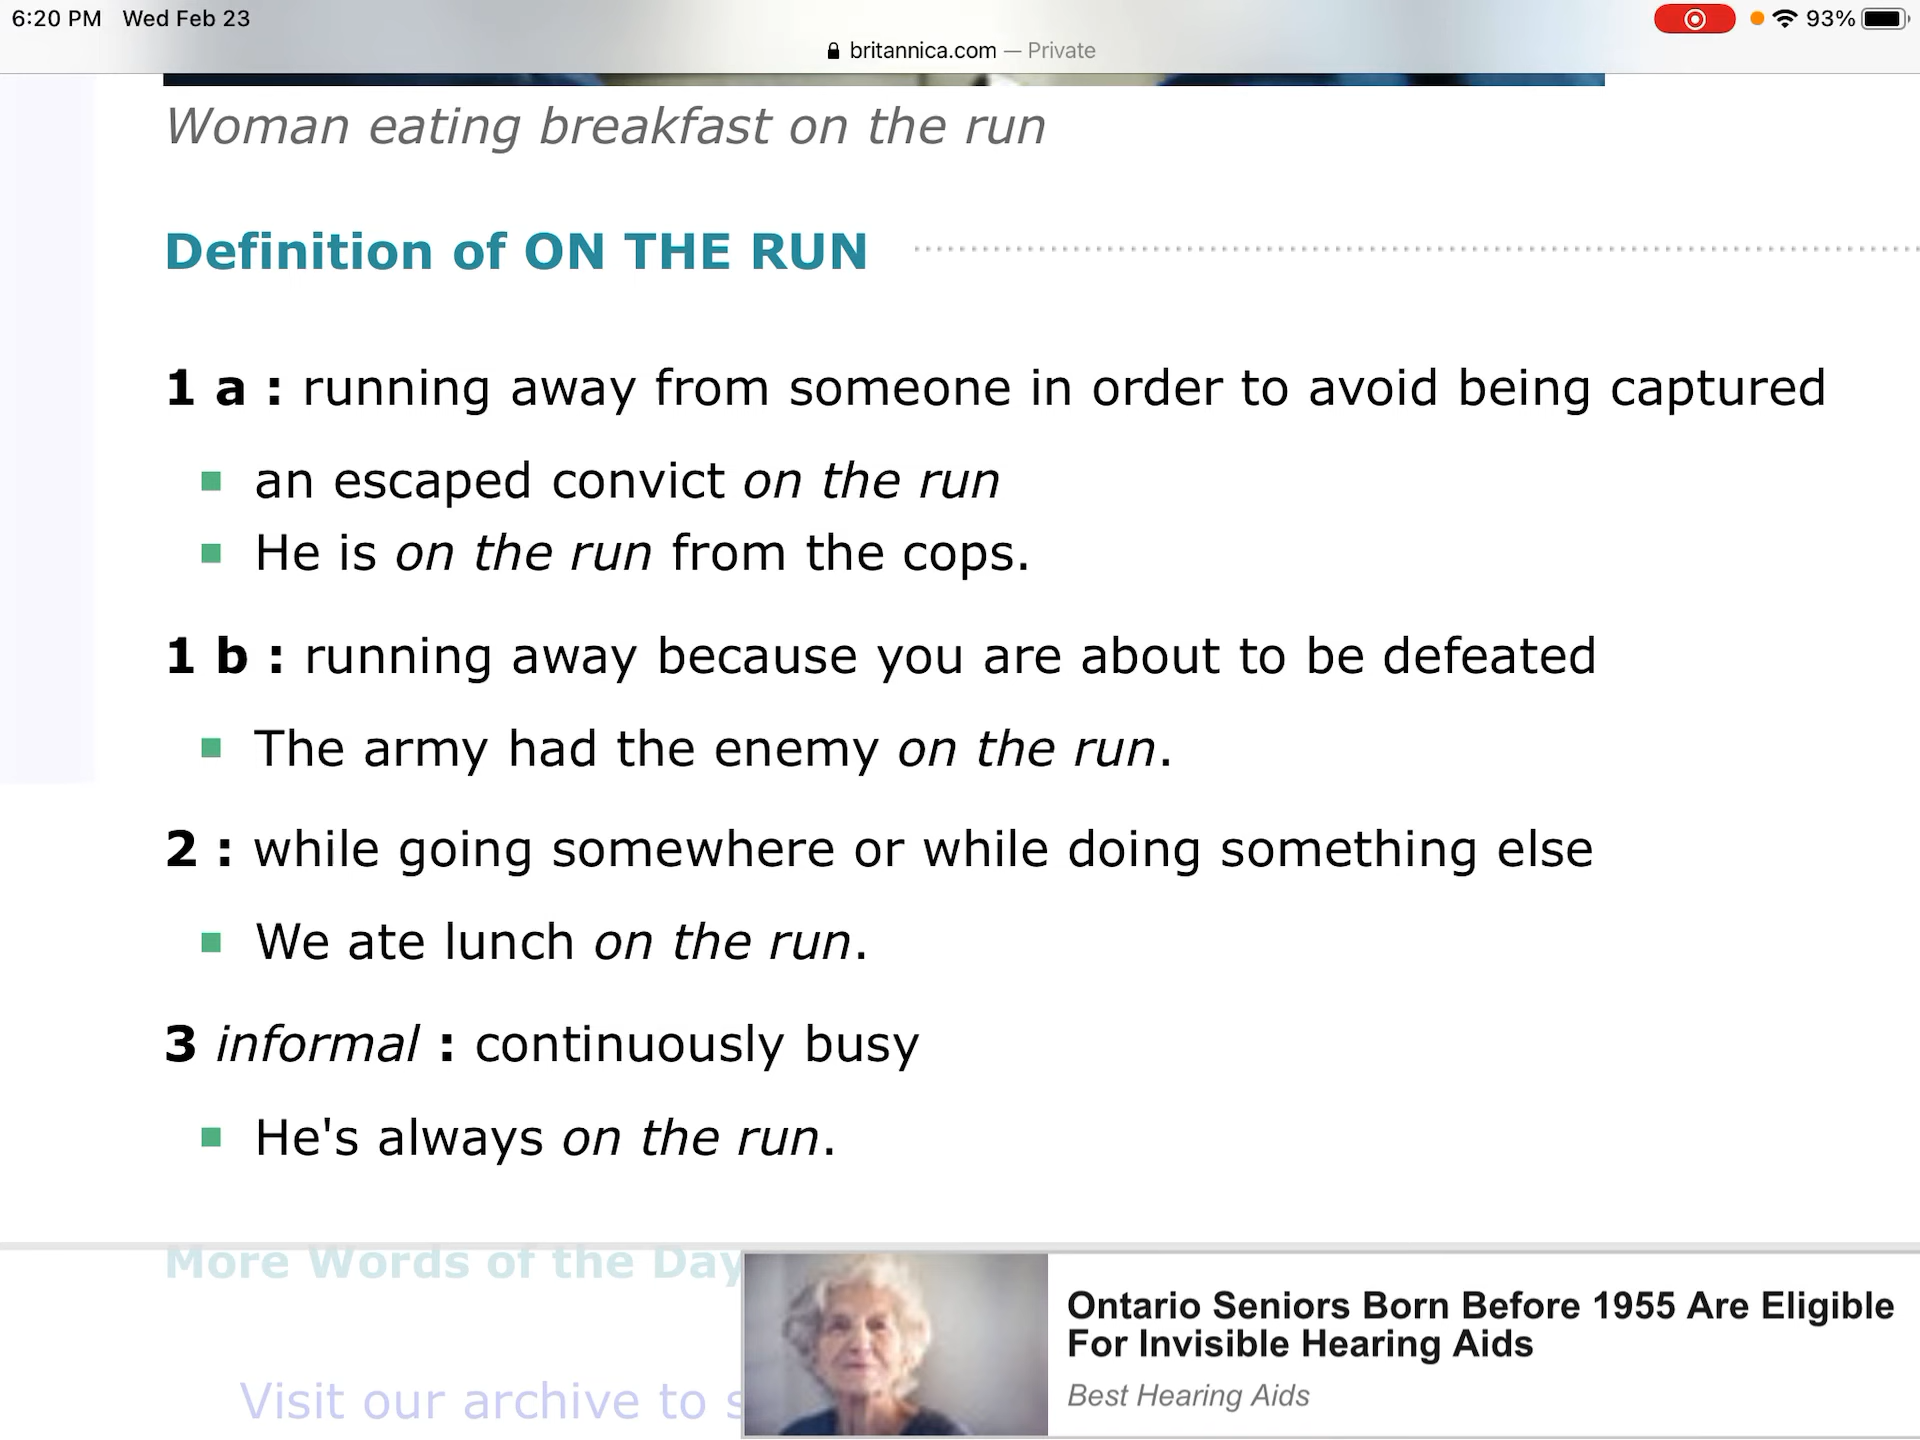 6:20 PM Wed Feb 23
93%
britannica.com — Private
Woman eating breakfast on the run
Definition of ON THE RUN
1 a : running away from someone in order to avoid being captured
an escaped convict on the run
He is on the run from the cops.
1 b : running away because you are about to be defeated
The army had the enemy on the run.
2 : while going somewhere or while doing something else
We ate lunch on the run.
3 informal : continuously busy
He's always on the run.
More Words of the Day
Visit our archive to s
Ontario Seniors Born Before 1955 Are Eligible
For Invisible Hearing Aids
Best Hearing Aids